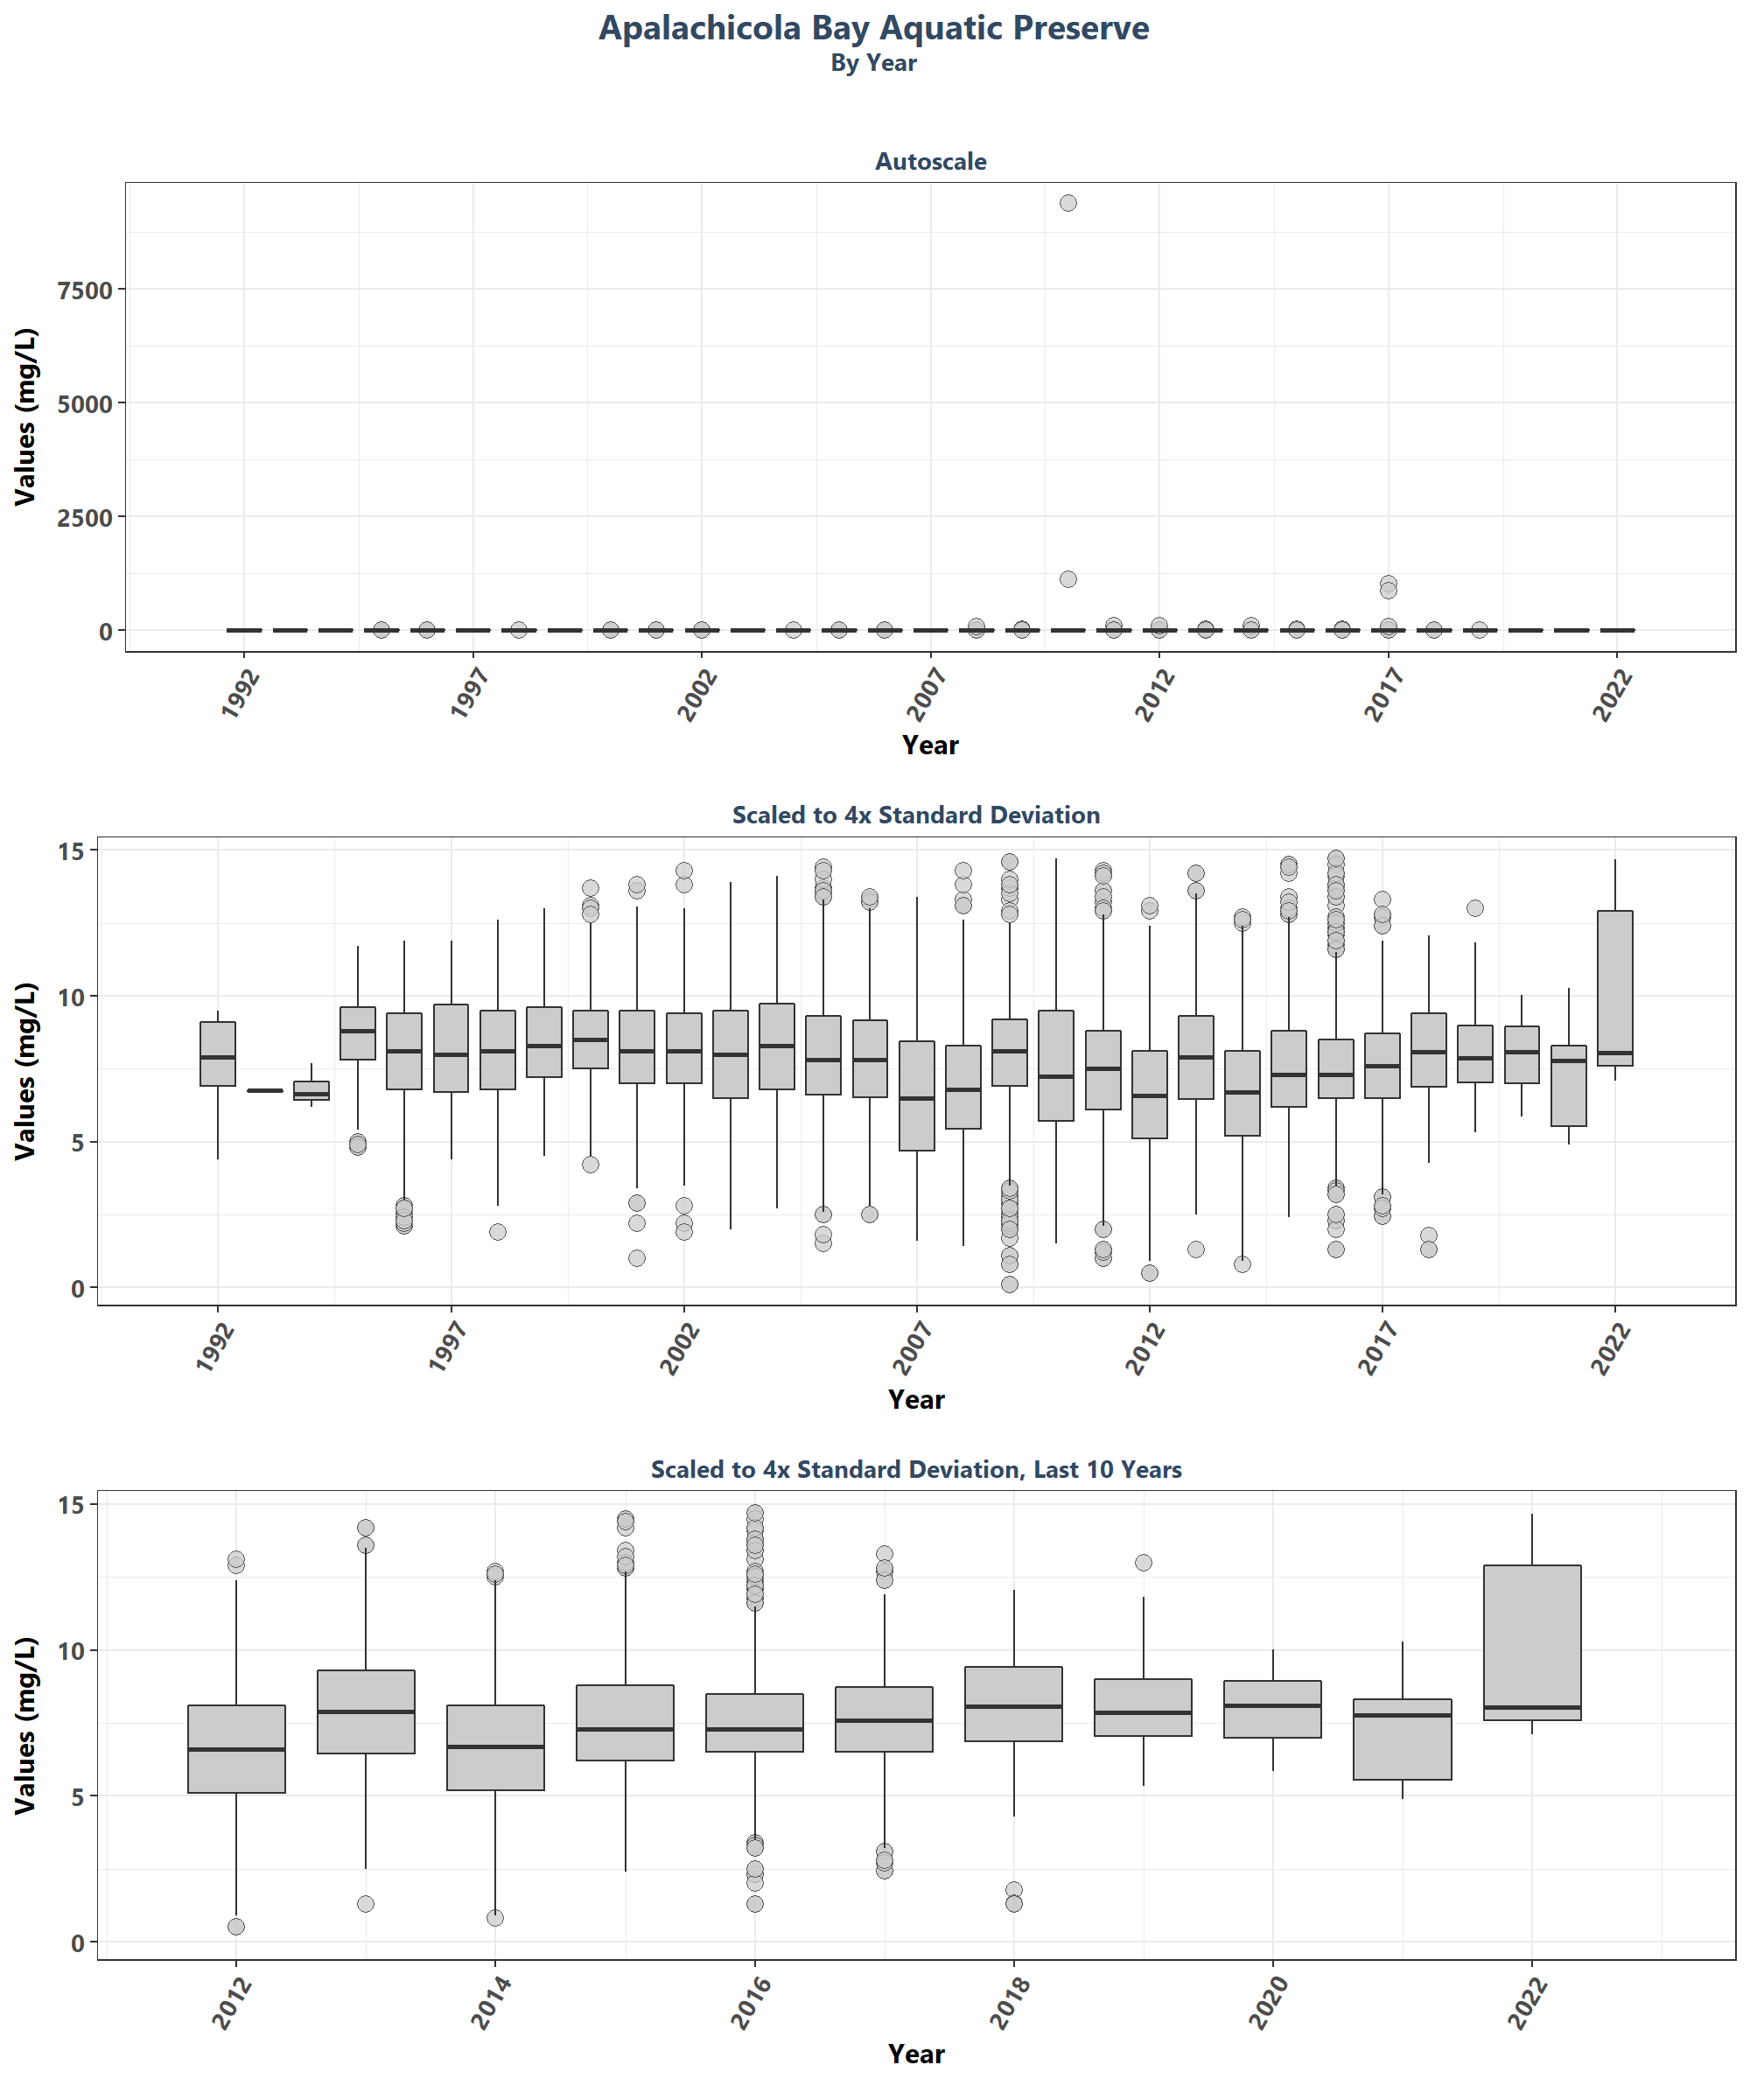 Apalachicola Bay Aquatic Preserve
By Year
Autoscale
Values (mg/L)
7500
5000
2500
0
1992 1997 2002 2007 2012 2017 2022
Year
Scaled to 4x Standard Deviation
Values (mg/L)
15
10
5
0
1992 1997 2002 2007 2012 2017 2022
Year
Scaled to 4x Standard Deviation, Last 10 Years
Values (mg/L)
15
10
5
0
2012 2014 2016 2018 2020 2022
Year